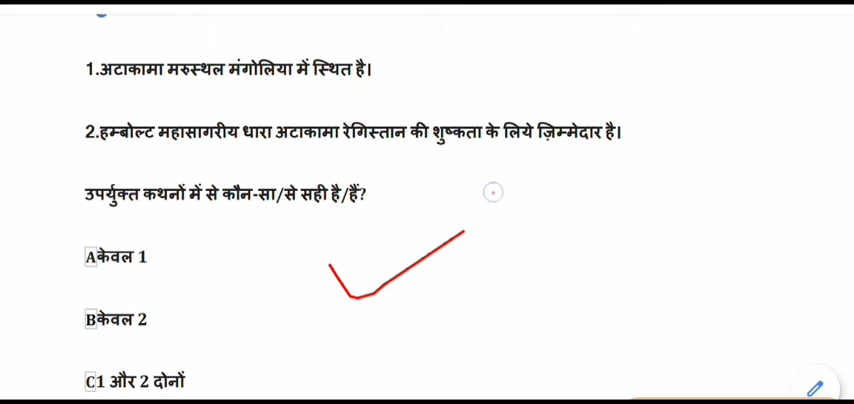 1.अटाकामा मरुस्थल मंगोलिया में स्थित है।
2.हम्बोल्ट महासागरीय धारा अटाकामा रेगिस्तान की शुष्कता के लिये ज़िम्मेदार है।
उपर्युक्त कथनों में से कौन-सा/से सही है/हैं?
Aकेवल 1
Bकेवल 2
C1 और 2 दोनों